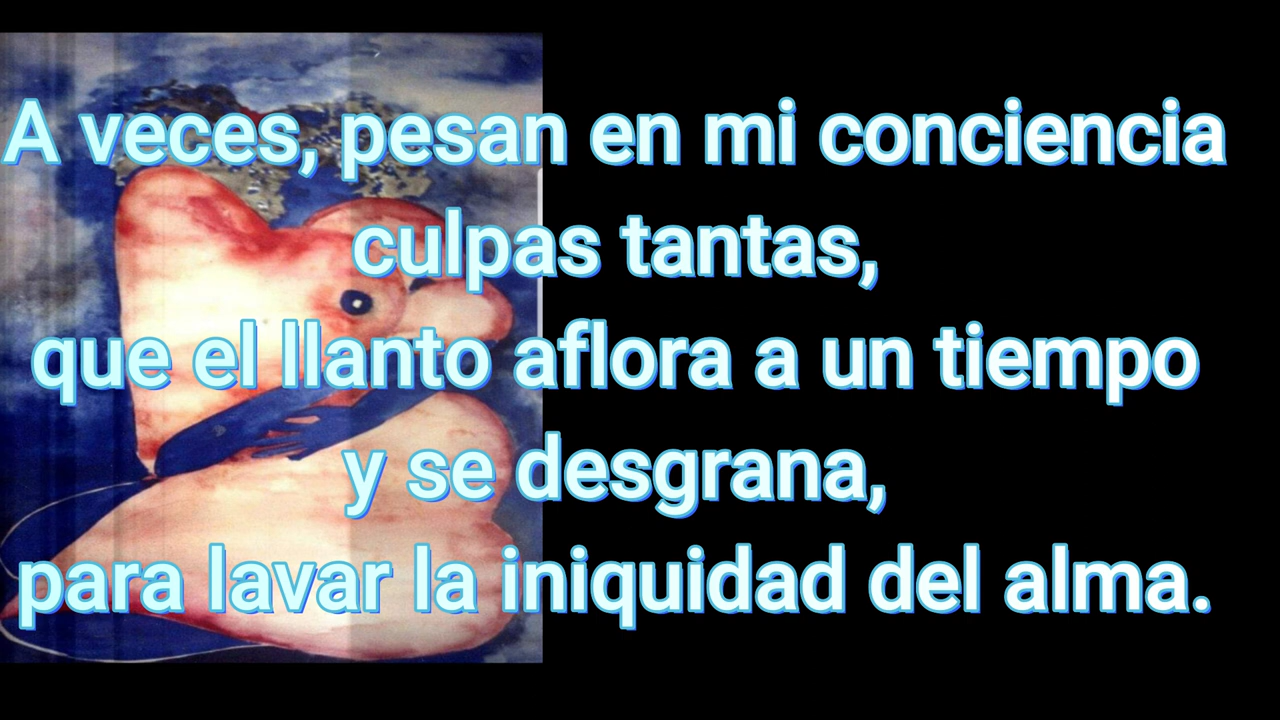 A veces, pesan en mi conciencia
culpas tantas,
que el llanto aflora a un tiempo
y se desgrana,
para lavar la iniquidad del alma.